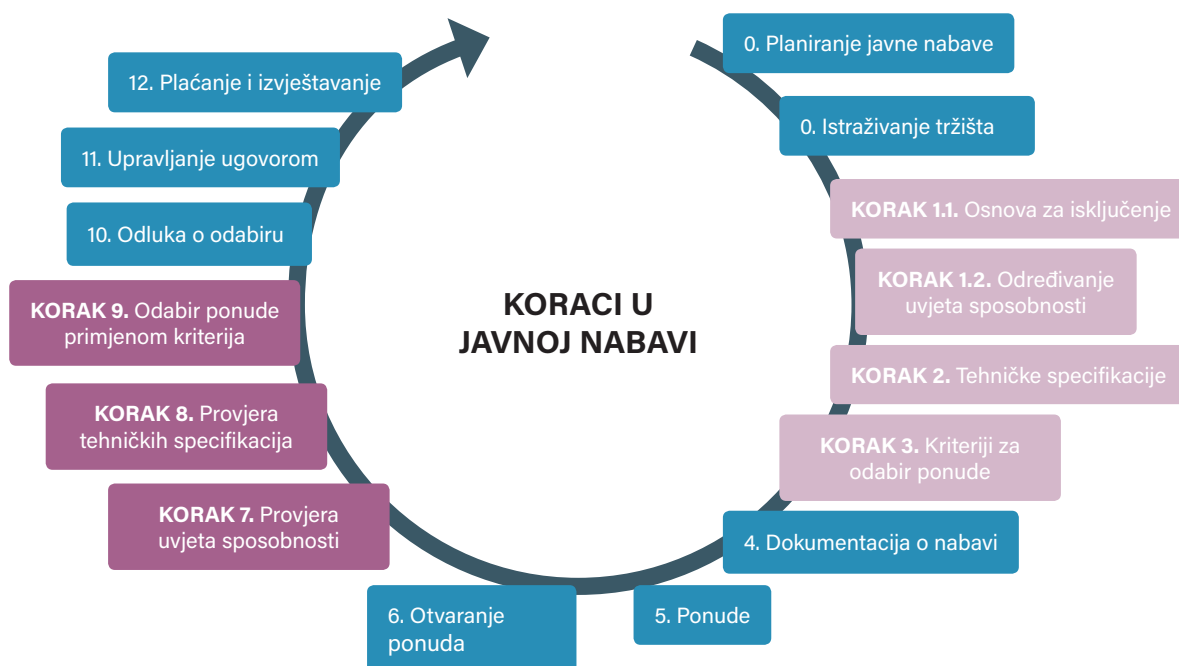 KORACI U
JAVNOJ NABAVI
0. Planiranje javne nabave
0. Istraživanje tržišta
KORAK 1.1. Osnova za isključenje
KORAK 1.2. Određivanje
uvjeta sposobnosti
KORAK 2. Tehničke specifikacije
KORAK 3. Kriteriji za
odabir ponude
4. Dokumentacija o nabavi
5. Ponude
6. Otvaranje
ponuda
KORAK 7. Provjera
uvjeta sposobnosti
KORAK 8. Provjera
tehničkih specifikacija
KORAK 9. Odabir ponude
primjenom kriterija
10. Odluka o odabiru
11. Upravljanje ugovorom
12. Plaćanje i izvještavanje